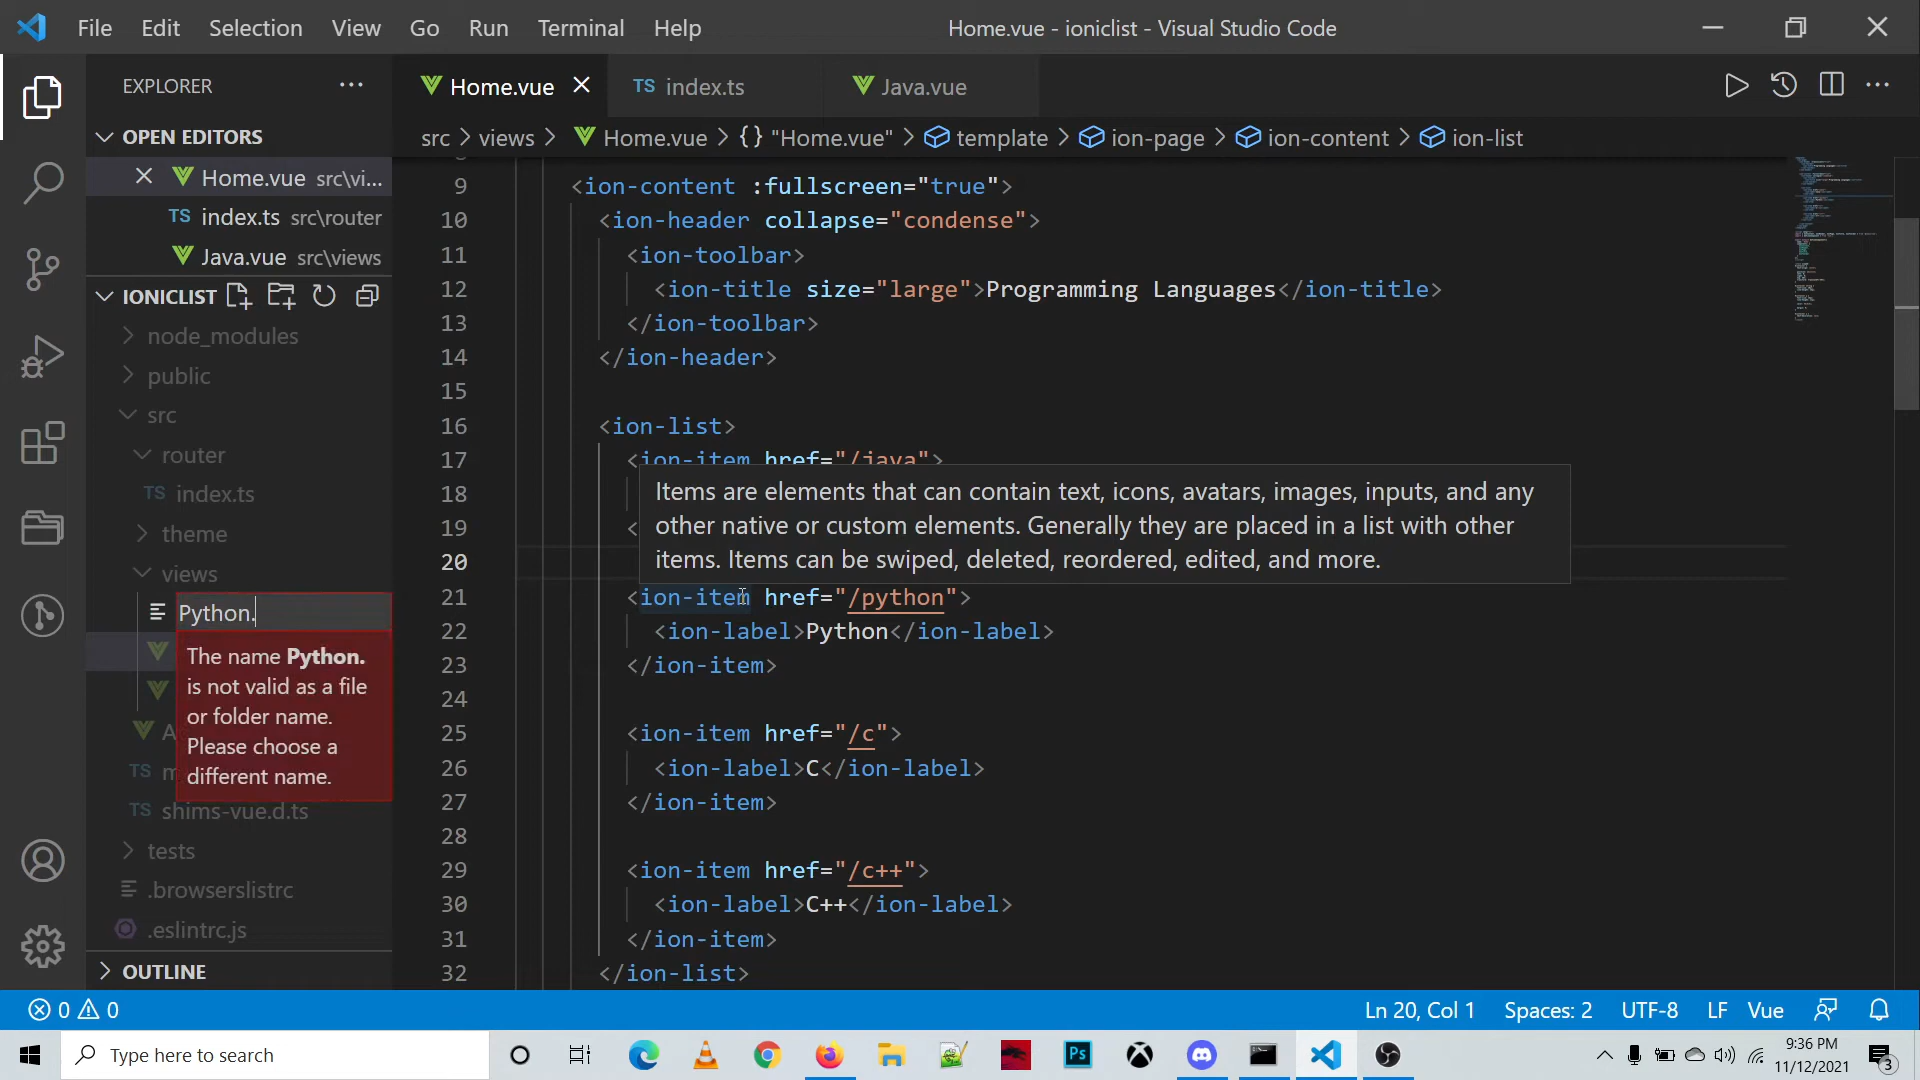 File Edit Selection View Go Run Terminal Help
Home.vue - ioniclist - Visual Studio Code
EXPLORER
Home.vue
TS index.ts
Java.vue
OPEN EDITORS
Home.vue src\vi...
TS index.ts src\router
Java.vue src\views
IONICLIST
node_modules
public
src
router
TS index.ts
theme
views
Python.
The name Python.
is not valid as a file
or folder name.
Please choose a
different name.
A
TS m
TS shims-vue.d.ts
tests
.browserslistrc
.eslintrc.js
OUTLINE
src > views > Home.vue > {} "Home.vue" > template > ion-page > ion-content > ion-list
9 <ion-content :fullscreen="true">
10 <ion-header collapse="condense">
11 <ion-toolbar>
12 <ion-title size="large">Programming Languages</ion-title>
13 </ion-toolbar>
14 </ion-header>
15
16 <ion-list>
17 <ion-item href="/java">
18
19 <
20
Items are elements that can contain text, icons, avatars, images, inputs, and any
other native or custom elements. Generally they are placed in a list with other
items. Items can be swiped, deleted, reordered, edited, and more.
21 <ion-item href="/python">
22 <ion-label>Python</ion-label>
23 </ion-item>
24
25 <ion-item href="/c">
26 <ion-label>C</ion-label>
27 </ion-item>
28
29 <ion-item href="/c++">
30 <ion-label>C++</ion-label>
31 </ion-item>
32 </ion-list>
0 0
Ln 20, Col 1 Spaces: 2 UTF-8 LF Vue
Type here to search
Ps
9:36 PM
11/12/2021
3